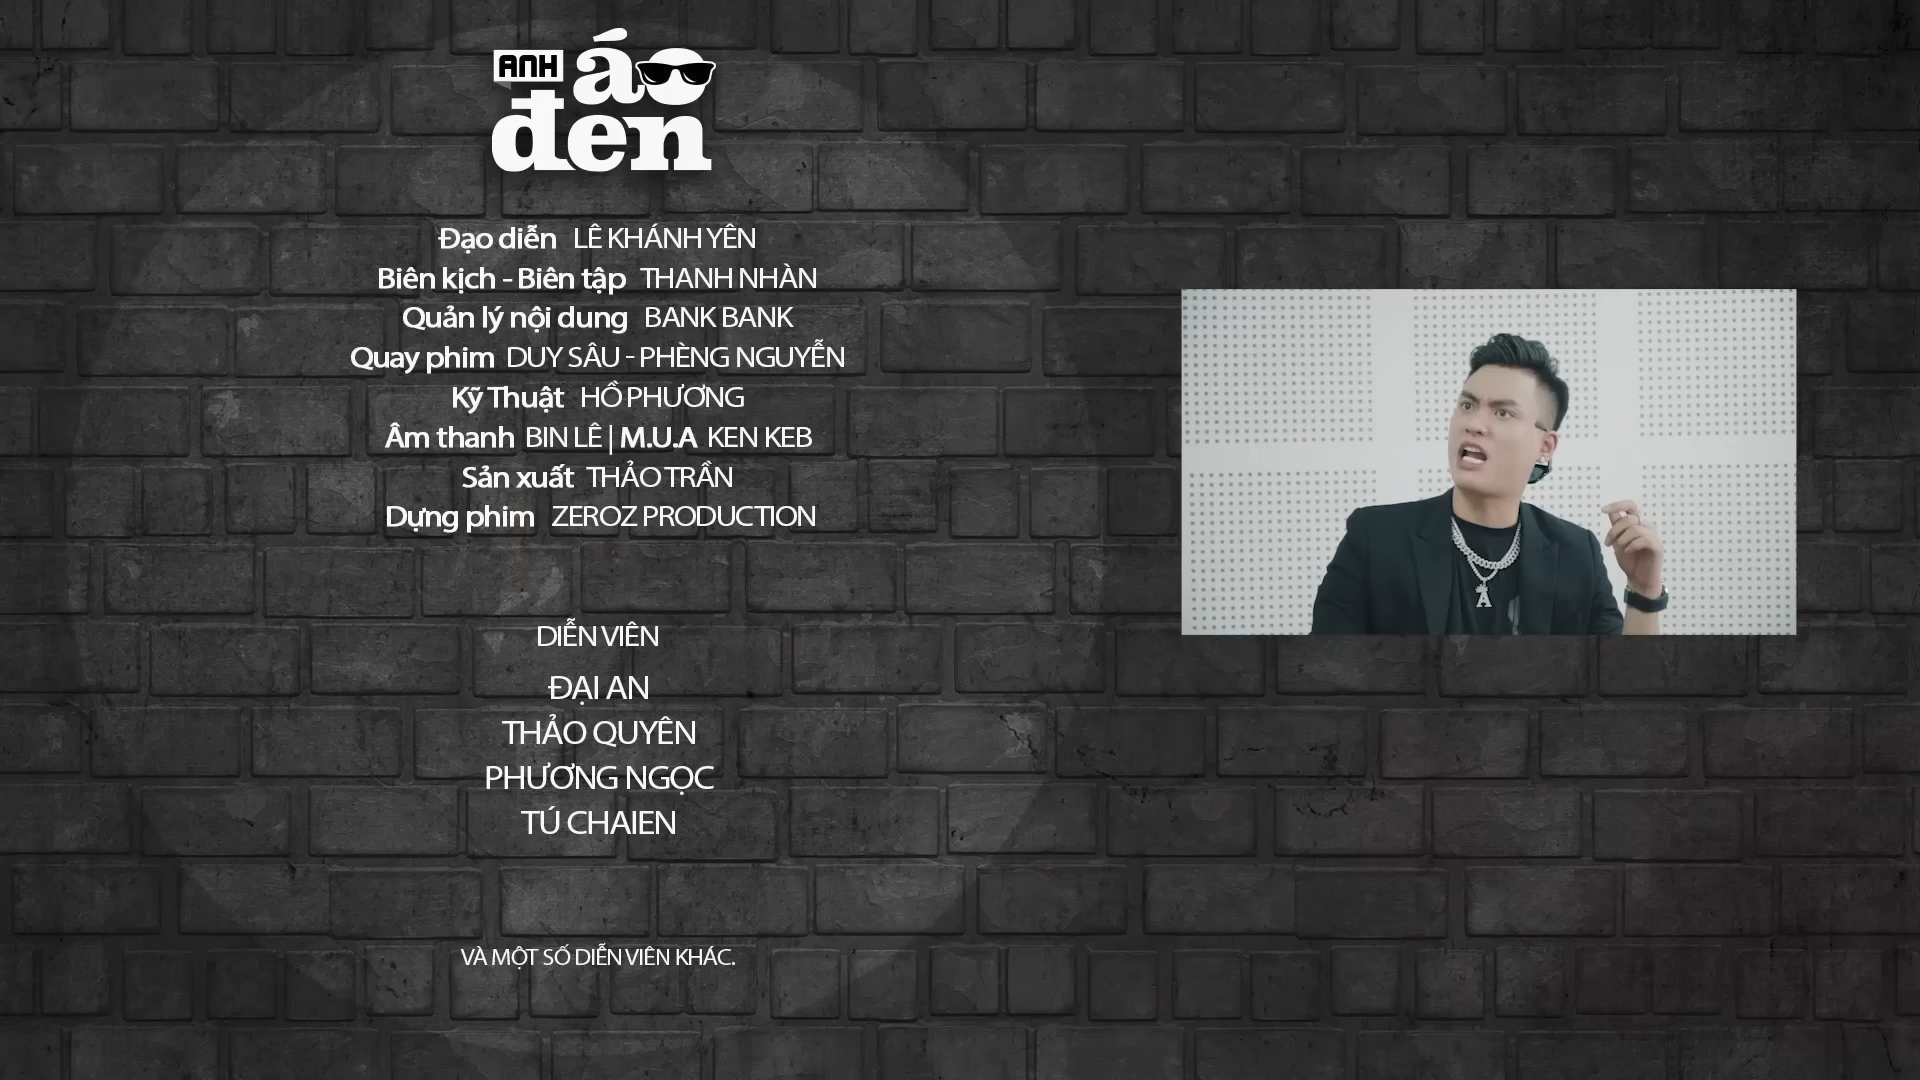 ANH áo
đen
Đạo diễn LÊ KHÁNH YÊN
Biên kịch - Biên tập THANH NHÀN
Quản lý nội dung BANK BANK
Quay phim DUY SÂU - PHÈNG NGUYỄN
Kỹ Thuật HỒ PHƯƠNG
Âm thanh BIN LÊ | M.U.A KEN KEB
Sản xuất THẢO TRẦN
Dựng phim ZEROZ PRODUCTION
DIỄN VIÊN
ĐẠI AN
THẢO QUYÊN
PHƯƠNG NGỌC
TÚ CHAIEN
VÀ MỘT SỐ DIỄN VIÊN KHÁC.
A